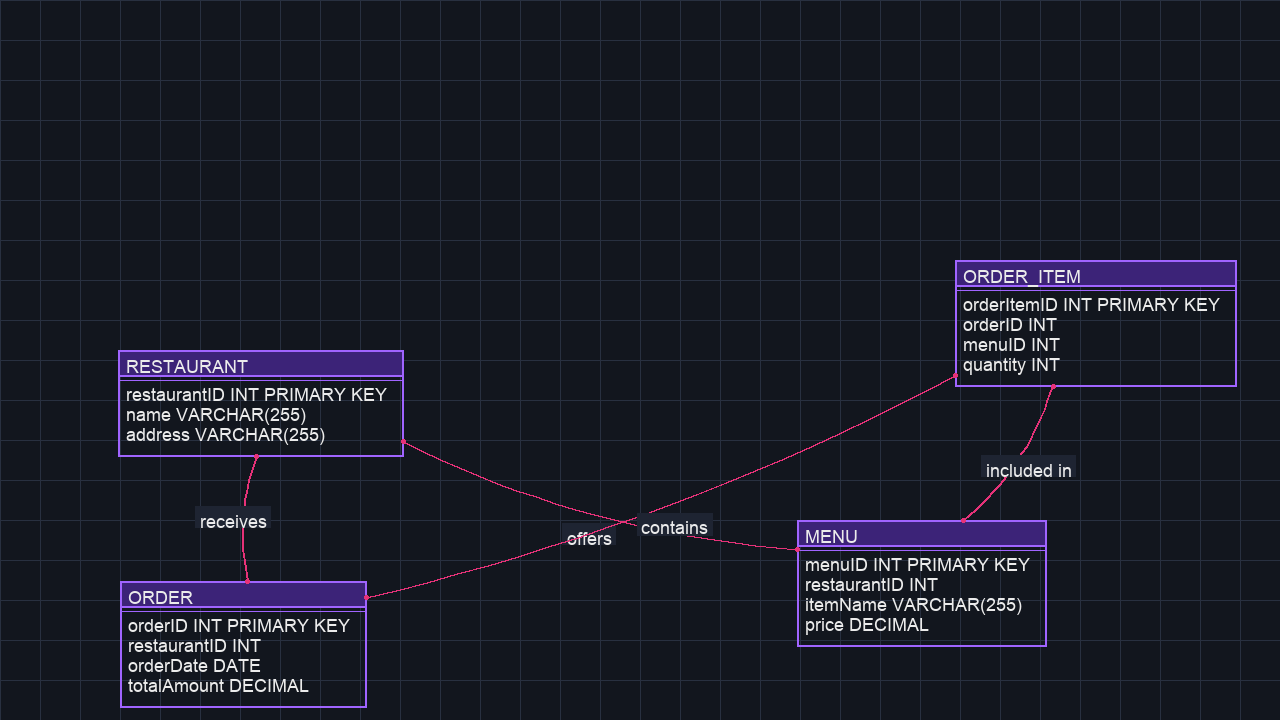 ORDER_ITEM
orderItemID INT PRIMARY KEY
orderID INT
menuID INT
quantity INT
RESTAURANT
restaurantID INT PRIMARY KEY
name VARCHAR(255)
address VARCHAR(255)
included in
receives
offers
contains
MENU
menuID INT PRIMARY KEY
restaurantID INT
itemName VARCHAR(255)
price DECIMAL
ORDER
orderID INT PRIMARY KEY
restaurantID INT
orderDate DATE
totalAmount DECIMAL